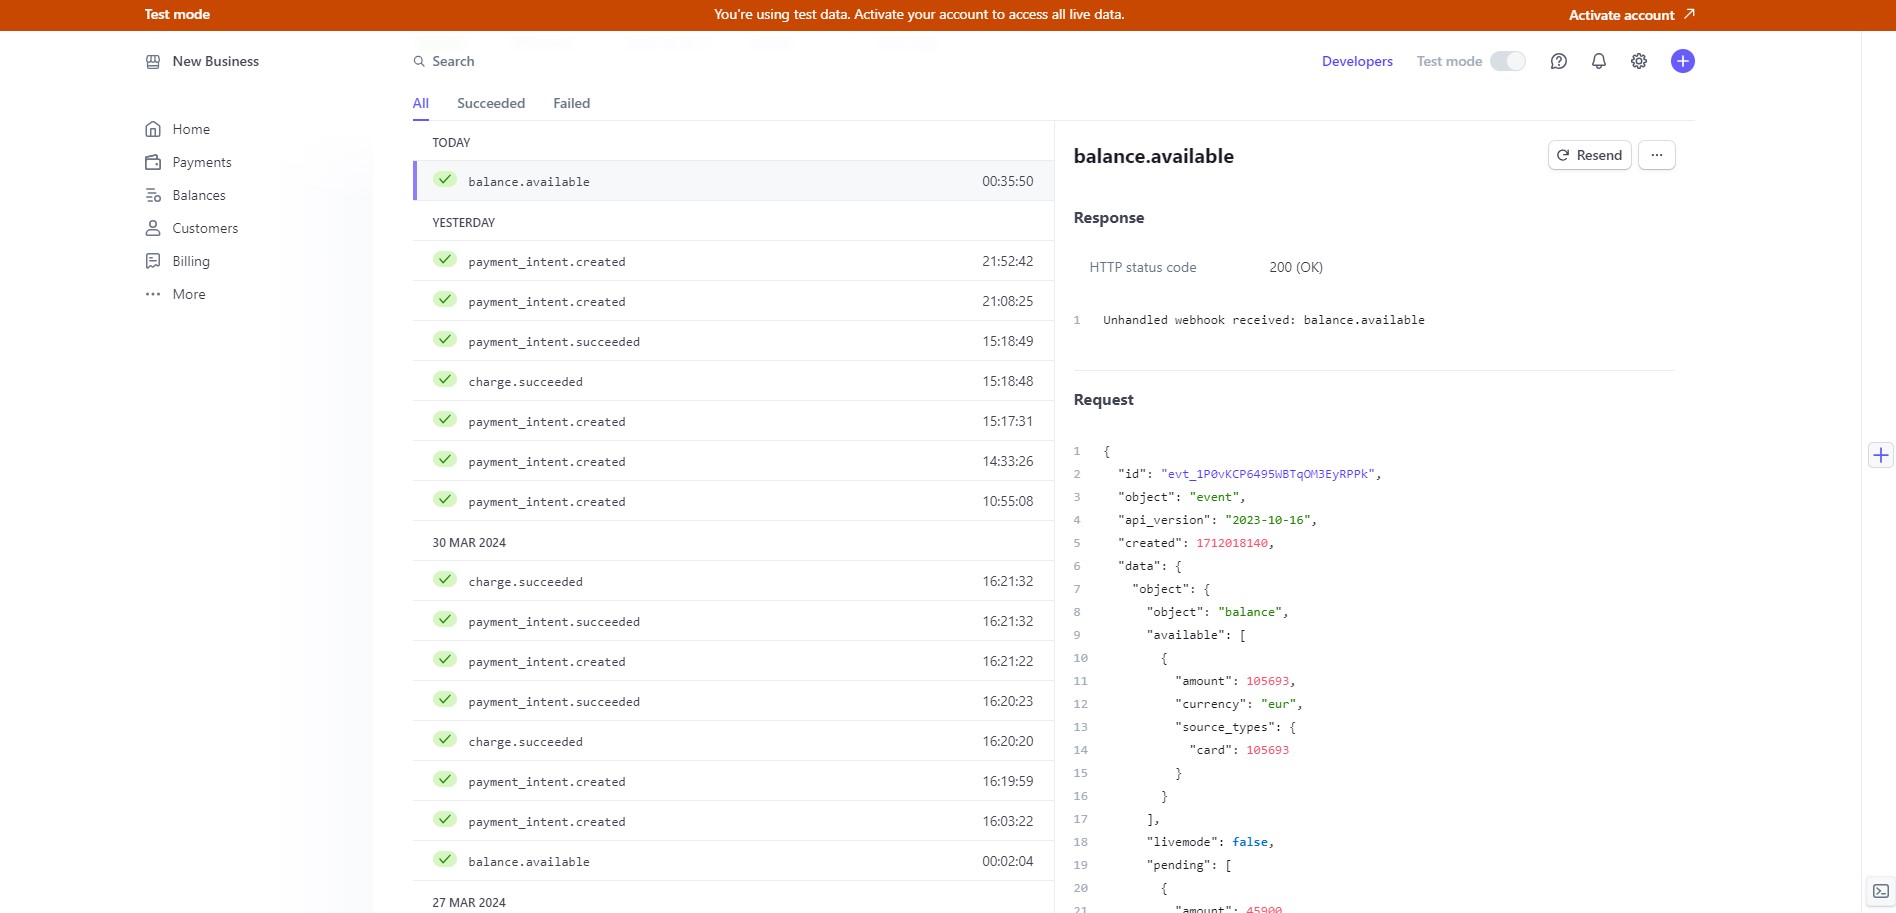 Test mode
You're using test data. Activate your account to access all live data.
Activate account
New Business
Search
Developers
Test mode
Home
Payments
Balances
Customers
Billing
More
All Succeeded Failed
TODAY
balance.available 00:35:50
YESTERDAY
payment_intent.created 21:52:42
payment_intent.created 21:08:25
payment_intent.succeeded 15:18:49
charge.succeeded 15:18:48
payment_intent.created 15:17:31
payment_intent.created 14:33:26
payment_intent.created 10:55:08
30 MAR 2024
charge.succeeded 16:21:32
payment_intent.succeeded 16:21:32
payment_intent.created 16:21:22
payment_intent.succeeded 16:20:23
charge.succeeded 16:20:20
payment_intent.created 16:19:59
payment_intent.created 16:03:22
balance.available 00:02:04
27 MAR 2024
balance.available
Resend
Response
HTTP status code 200 (OK)
1 Unhandled webhook received: balance.available
Request
1 {
2 "id": "evt_1P0vKCP6495WBTqOM3EyRPPk",
3 "object": "event",
4 "api_version": "2023-10-16",
5 "created": 1712018140,
6 "data": {
7 "object": {
8 "object": "balance",
9 "available": [
10 {
11 "amount": 105693,
12 "currency": "eur",
13 "source_types": {
14 "card": 105693
15 }
16 }
17 ],
18 "livemode": false,
19 "pending": [
20 {
21 "amount": 45900